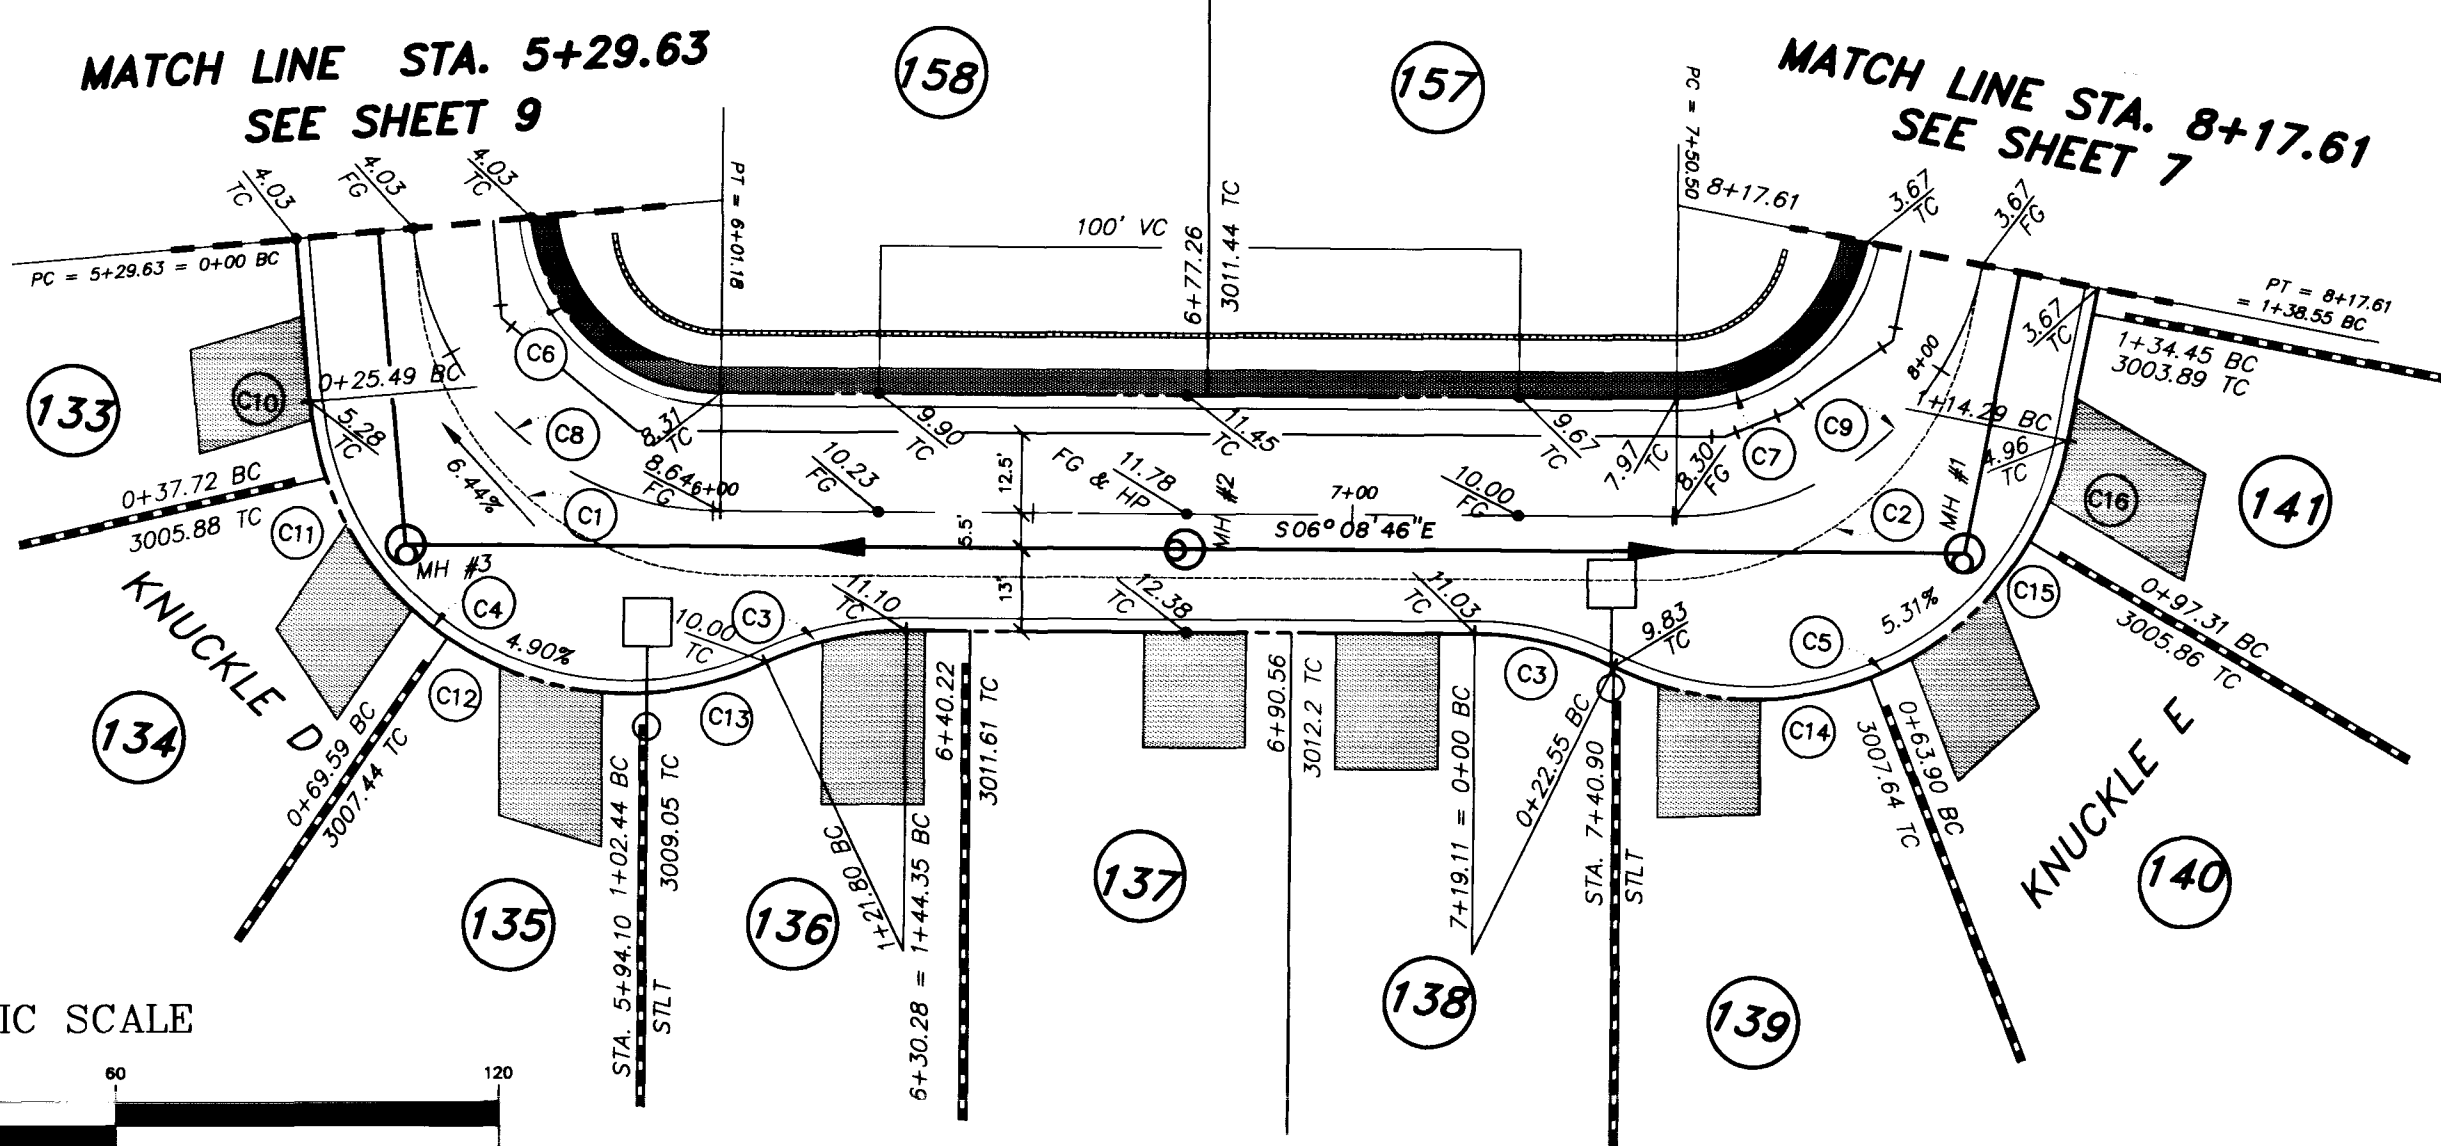 MATCH LINE STA. 5+29.63
SEE SHEET 9
158
157
MATCH LINE STA. 8+17.61
SEE SHEET 7
4.03
TC
4.03
FG
4.03
TC
PT = 6+01.18
100' VC
6+77.26
3011.44 TC
PC = 7+50.50
8+17.61
3.67
TC
3.67
FG
PC = 5+29.63 = 0+00 BC
PT = 8+17.61
= 1+38.55 BC
3.67
TC
1+34.45 BC
3003.89 TC
133
C10
0+25.49 BC
5.28
TC
C6
C8
8.31
TC
9.90
TC
11.45
TC
9.67
TC
7.97
TC
8.30
FG
C7
C9
8+00
1+14.29 BC
4.96
TC
0+37.72 BC
3005.88 TC
C11
6.44%
C1
8.64
FG
6+00
10.23
FG
12.5'
FG & HP
11.78
MH #2
7+00
10.00
FG
C2
MH #1
C16
141
5.5'
S06°08'46"E
MH #3
KNUCKLE D
C4
4.90%
10.00
TC
C3
11.10
TC
13'
12.38
TC
11.03
TC
9.83
TC
C3
C5
5.31%
C15
0+97.31 BC
3005.86 TC
134
C12
C13
C14
0+69.59 BC
3007.44 TC
6+40.22
3011.61 TC
6+90.56
3012.2 TC
0+63.90 BC
3007.64 TC
KNUCKLE E
140
135
STA. 5+94.10 1+02.44 BC
3009.05 TC
STLT
136
1+21.80 BC
6+30.28 = 1+44.35 BC
137
7+19.11 = 0+00 BC
0+22.55 BC
STA. 7+40.90
STLT
138
139
IC SCALE
60
120